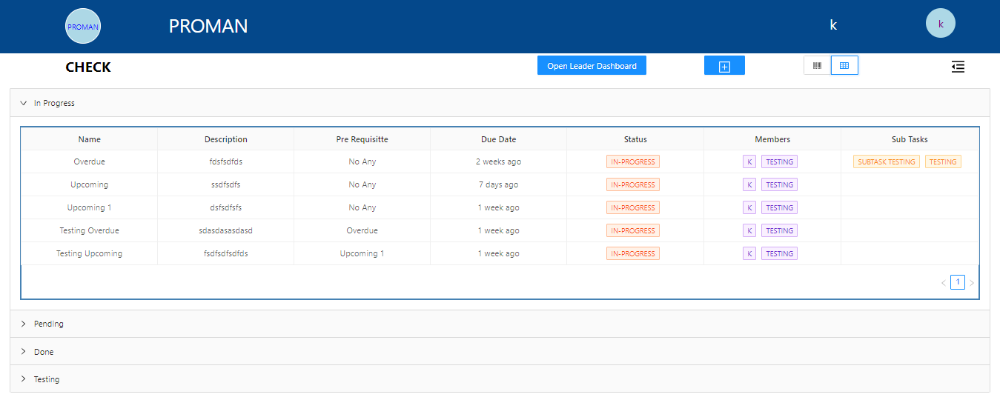 PROMAN PROMAN k k
CHECK Open Leader Dashboard
In Progress
Name Description Pre Requisitte Due Date Status Members Sub Tasks
Overdue fdsfsdfds No Any 2 weeks ago IN-PROGRESS K TESTING SUBTASK TESTING TESTING
Upcoming ssdfsdfs No Any 7 days ago IN-PROGRESS K TESTING
Upcoming 1 dsfsdfsfs No Any 1 week ago IN-PROGRESS K TESTING
Testing Overdue sdasdasasdasd Overdue 1 week ago IN-PROGRESS K TESTING
Testing Upcoming fsdfsdfsdfds Upcoming 1 1 week ago IN-PROGRESS K TESTING
1
Pending
Done
Testing